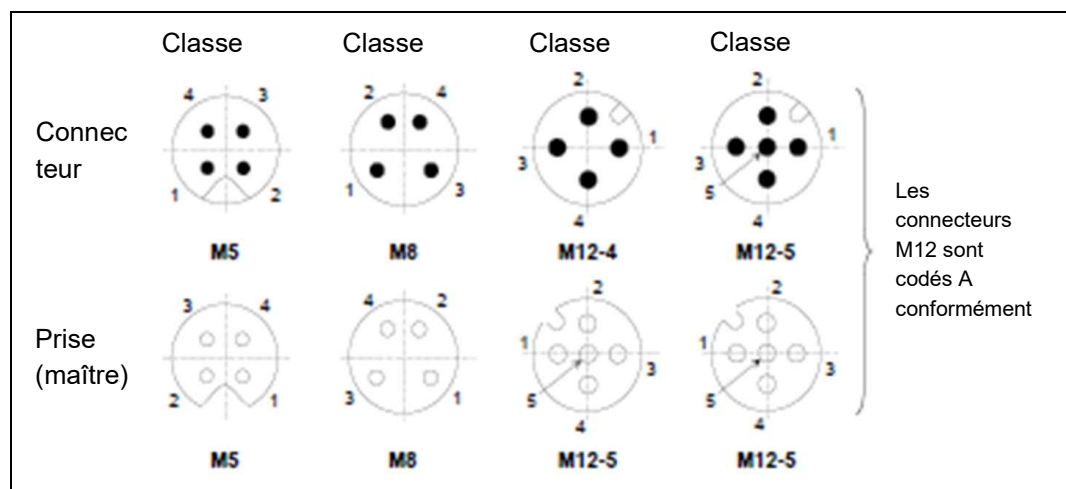 Classe Classe Classe Classe
4 3 2 4 2 2
Connec
teur
1 1
3 3
1 2 1 3 5
4 4
M5 M8 M12-4 M12-5
Les
connecteurs
M12 sont
codés A
conformément
3 4 4 2 2 2
Prise
(maître)
1 1
3 3
2 1 3 1 5 5
4 4
M5 M8 M12-5 M12-5